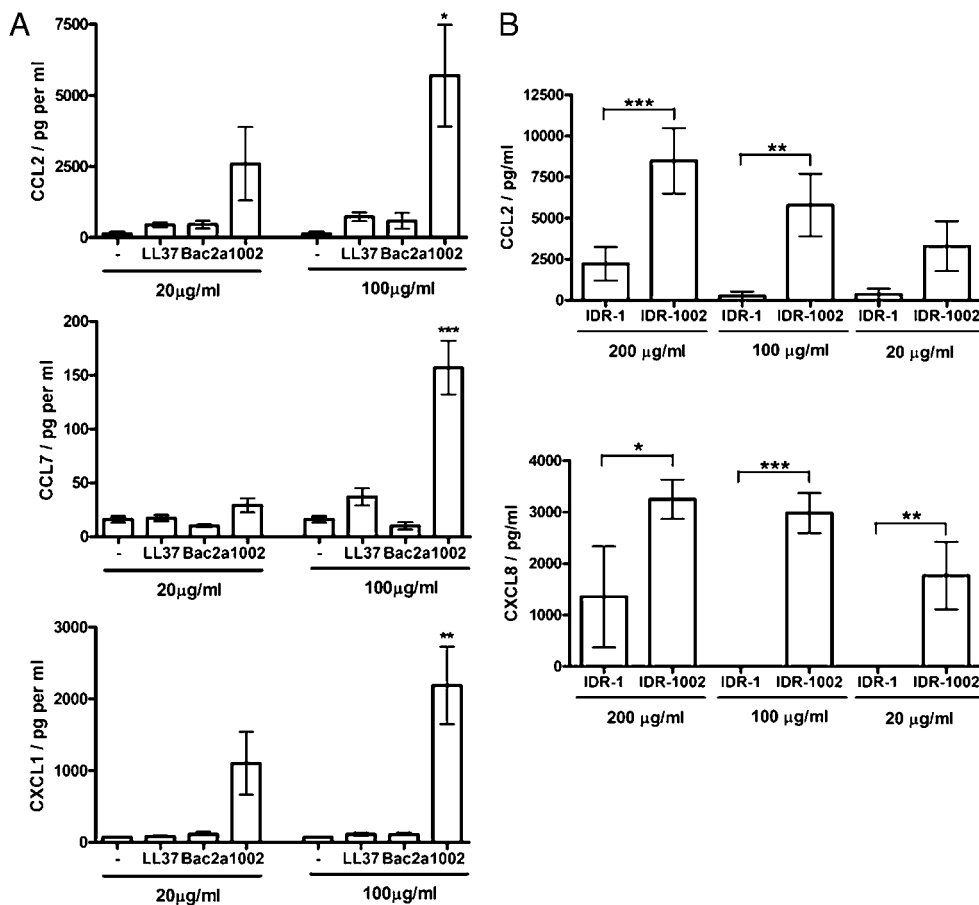 A
CCL2 / pg per ml
7500
5000
2500
0
*
- LL37 Bac2a 1002 - LL37 Bac2a 1002
20µg/ml 100µg/ml
CCL7 / pg per ml
200
150
100
50
0
***
- LL37 Bac2a 1002 - LL37 Bac2a 1002
20µg/ml 100µg/ml
CXCL1 / pg per ml
3000
2000
1000
0
**
- LL37 Bac2a 1002 - LL37 Bac2a 1002
20µg/ml 100µg/ml
B
CCL2 / pg/ml
12500
10000
7500
5000
2500
0
*** **
IDR-1 IDR-1002 IDR-1 IDR-1002 IDR-1 IDR-1002
200 µg/ml 100 µg/ml 20 µg/ml
CXCL8 / pg/ml
4000
3000
2000
1000
0
* *** **
IDR-1 IDR-1002 IDR-1 IDR-1002 IDR-1 IDR-1002
200 µg/ml 100 µg/ml 20 µg/ml